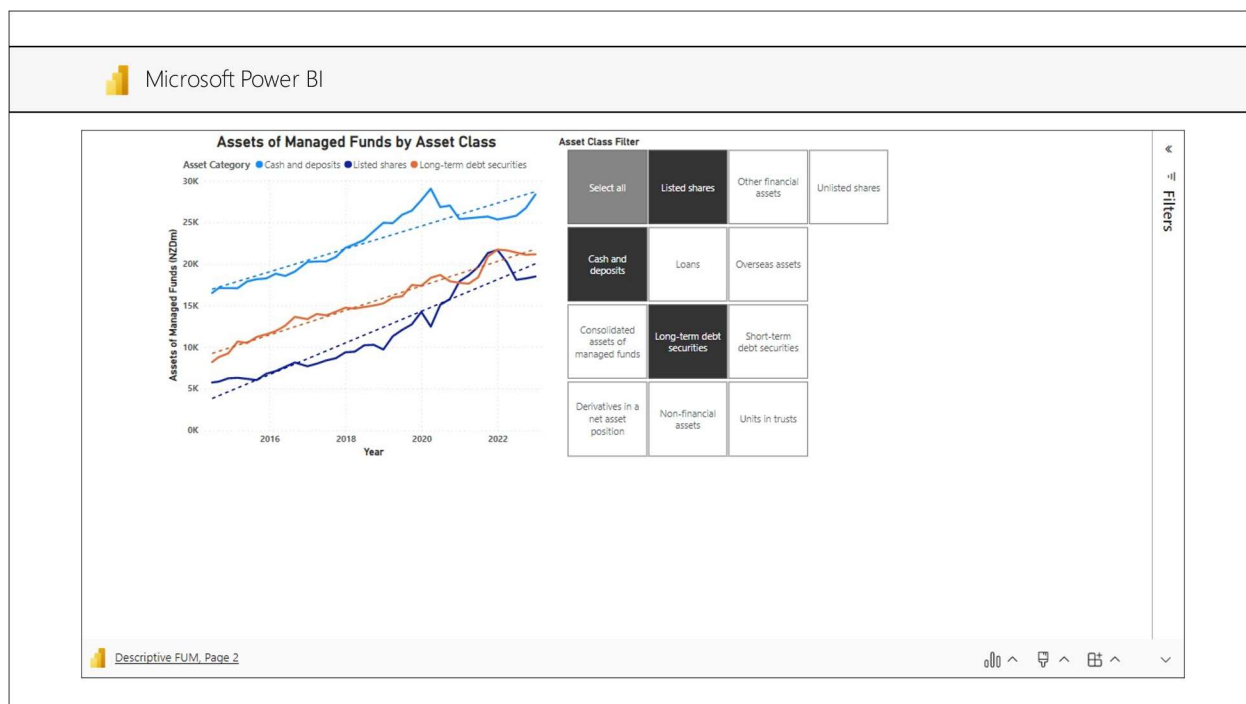 Microsoft Power BI
Assets of Managed Funds by Asset Class
Asset Category Cash and deposits Listed shares Long-term debt securities
Assets of Managed Funds (NZDm)
30K
25K
20K
15K
10K
5K
0K
2016 2018 2020 2022
Year
Asset Class Filter
Select all
Listed shares
Other financial
assets
Unlisted shares
Cash and
deposits
Loans
Overseas assets
Consolidated
assets of
managed funds
Long-term debt
securities
Short-term
debt securities
Derivatives in a
net asset
position
Non-financial
assets
Units in trusts
Filters
Descriptive FUM, Page 2